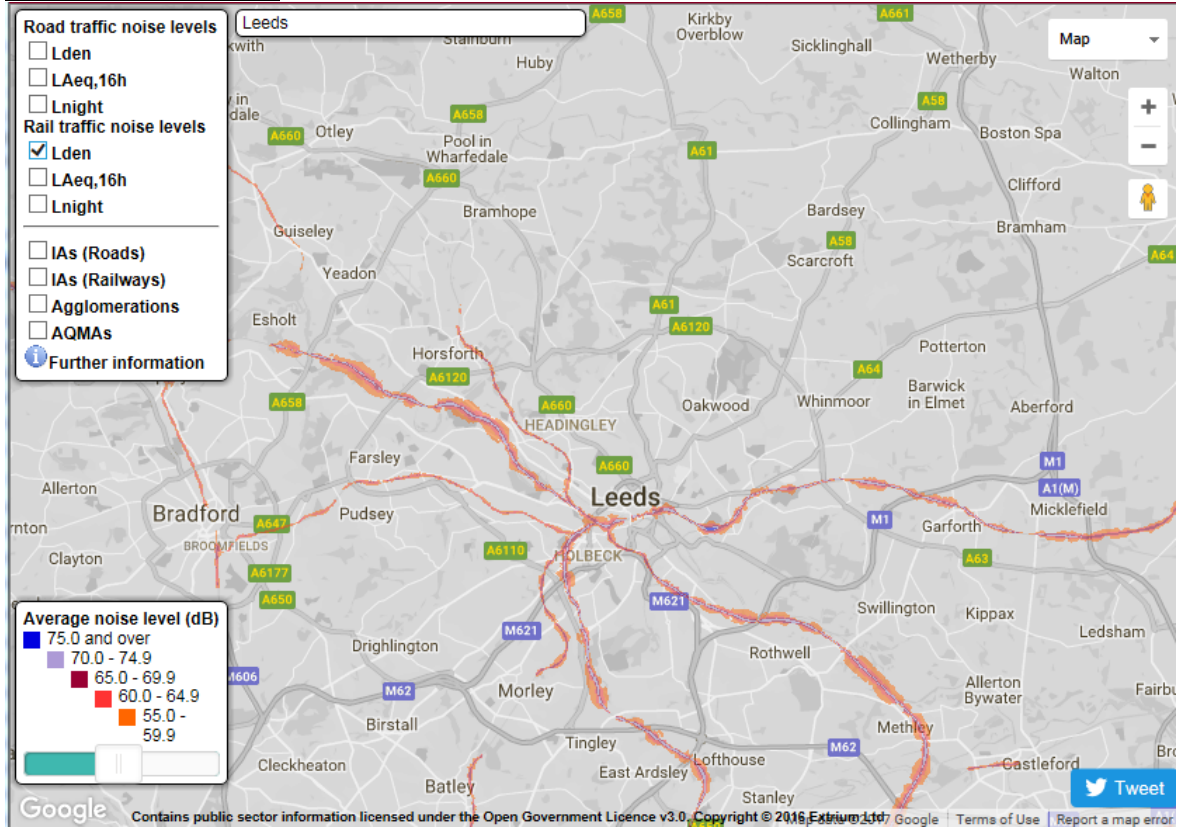 Road traffic noise levels
Lden
LAeq,16h
Lnight
Rail traffic noise levels
Lden
LAeq,16h
Lnight
IAs (Roads)
IAs (Railways)
Agglomerations
AQMAs
Further information
Leeds
Map
A658
Kirkby
Overblow
A661
Sicklinghall
Wetherby
Walton
Huby
Stainburn
A658
A58
Collingham
Boston Spa
A660
Otley
Pool in
Wharfedale
A61
A660
Clifford
Bramhope
Bardsey
Bramham
Guiseley
A58
Scarcroft
A64
Yeadon
A61
Esholt
A6120
Horsforth
Potterton
A6120
A64
Barwick
in Elmet
A658
A660
Oakwood
Whinmoor
Aberford
HEADINGLEY
Farsley
A660
M1
Allerton
Leeds
A1(M)
Bradford
Pudsey
Micklefield
A647
M1
Garforth
BROOMFIELDS
A6110
HOLBECK
A63
Clayton
A6177
A650
M621
Swillington
Kippax
M621
Ledsham
Drighlington
Rothwell
M606
M62
Morley
Allerton
Bywater
Birstall
Methley
Tingley
M62
Cleckheaton
Lofthouse
East Ardsley
Castleford
Batley
Stanley
Average noise level (dB)
75.0 and over
70.0 - 74.9
65.0 - 69.9
60.0 - 64.9
55.0 -
59.9
Tweet
Google
Contains public sector information licensed under the Open Government Licence v3.0. Copyright © 2016 Extrium Ltd
Map data ©2017 Google
Terms of Use
Report a map error